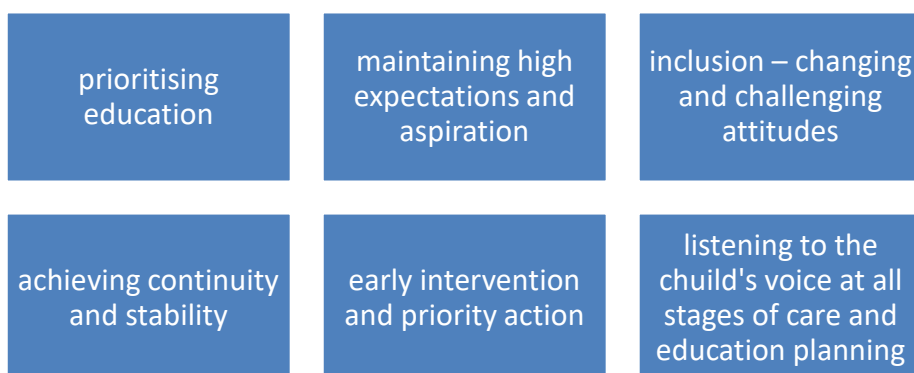 prioritising
education
maintaining high
expectations and
aspiration
inclusion – changing
and challenging
attitudes
achieving continuity
and stability
early intervention
and priority action
listening to the
chuild's voice at all
stages of care and
education planning